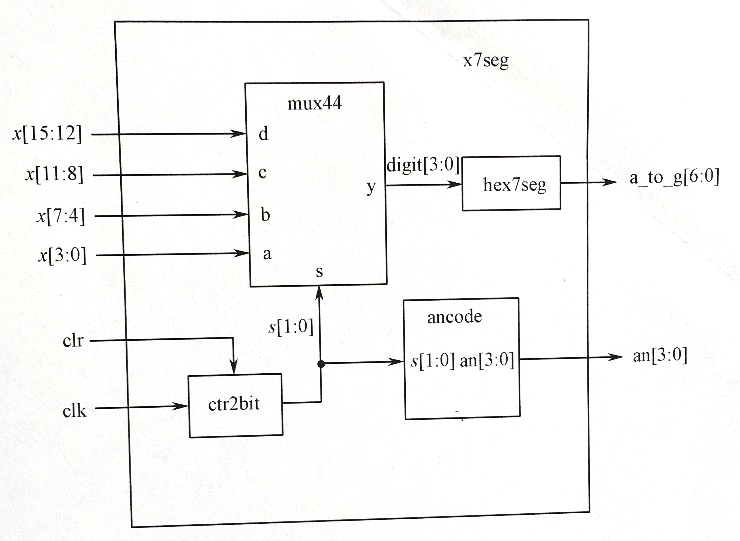 x7seg
mux44
x[15:12]
d
x[11:8]
c
x[7:4]
b
x[3:0]
a
y
s
digit[3:0]
hex7seg
a_to_g[6:0]
s[1:0]
clr
clk
ctr2bit
ancode
s[1:0] an[3:0]
an[3:0]